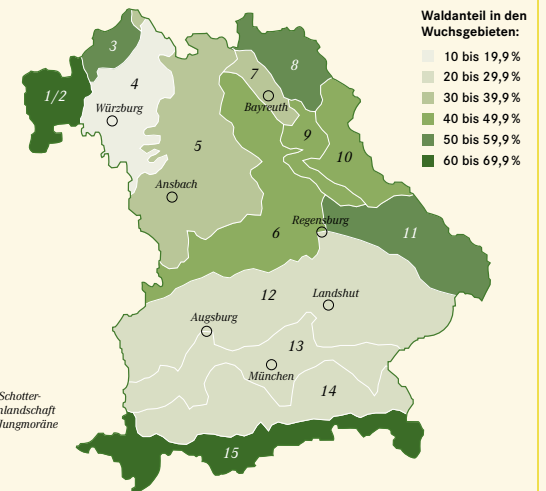 Waldanteil in den
Wuchsgebieten:
10 bis 19,9 %
20 bis 29,9 %
30 bis 39,9 %
40 bis 49,9 %
50 bis 59,9 %
60 bis 69,9 %
3
8
7
4
1/2
Würzburg
Bayreuth
9
5
10
Ansbach
Regensburg
6
11
12
Landshut
Augsburg
13
München
14
Schotter-
nlandschaft
Jungmoräne
15